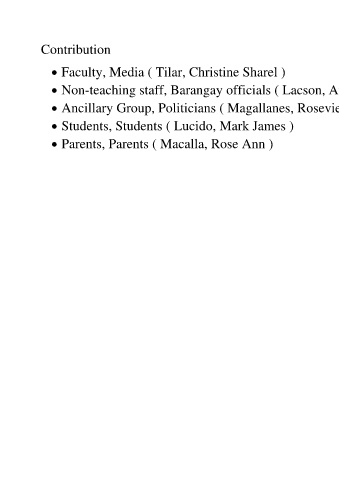 Contribution
• Faculty, Media ( Tilar, Christine Sharel )
• Non-teaching staff, Barangay officials ( Lacson, A
• Ancillary Group, Politicians ( Magallanes, Rosevie
• Students, Students ( Lucido, Mark James )
• Parents, Parents ( Macalla, Rose Ann )